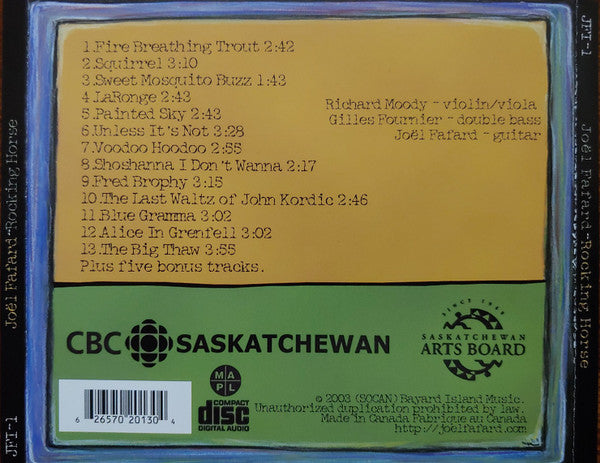 1.Fire Breathing Trout 2:42
2.Squirrel 3:10
3.Sweet Mosquito Buzz 1:43
4.LaRonge 2:43
5.Painted Sky 2:43
6.Unless It's Not 3:28
7.Voodoo Hoodoo 2:55
8.Shoshanna I Don't Wanna 2:17
9.Fred Brophy 3:15
10.The Last Waltz of John Kordic 2:46
11.Blue Gramma 3:02
12.Alice In Grenfell 3:02
13.The Big Thaw 3:55
Plus five bonus tracks.
Richard Moody ~ violin/viola
Gilles Fournier ~ double bass
Joël Fafard ~ guitar
CBC SASKATCHEWAN
SASKATCHEWAN
ARTS BOARD
M A
P L
COMPACT
disc
DIGITAL AUDIO
6 26570 20130 4
© 2003 (SOCAN) Bayard Island Music.
Unauthorized duplication prohibited by law.
Made in Canada Fabrique au Canada
http://joelfafard.com
JFT-1 Joël Fafard~Rocking Horse
JFT-1 Joël Fafard~Rocking Horse